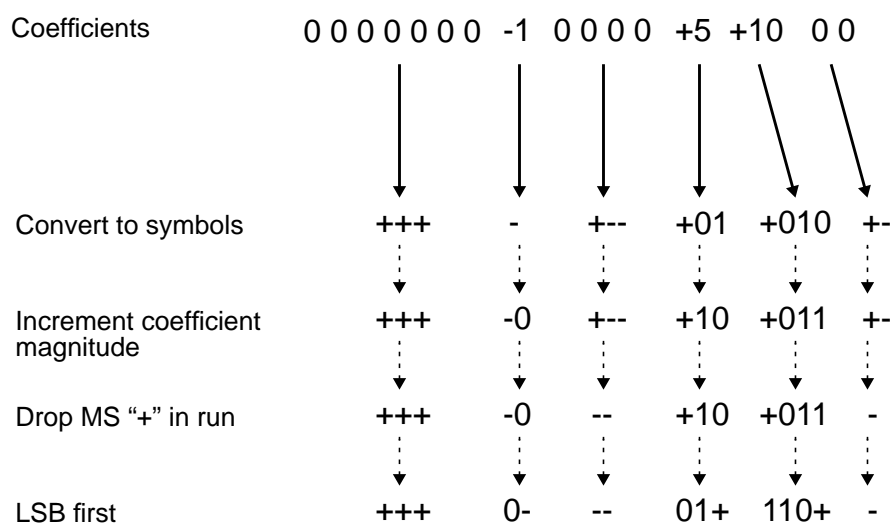 Coefficients 0 0 0 0 0 0 0 -1 0 0 0 0 +5 +10 0 0
Convert to symbols +++ - +-- +01 +010 +-
Increment coefficient +++ -0 +-- +10 +011 +-
magnitude
Drop MS “+” in run +++ -0 -- +10 +011 -
LSB first +++ 0- -- 01+ 110+ -